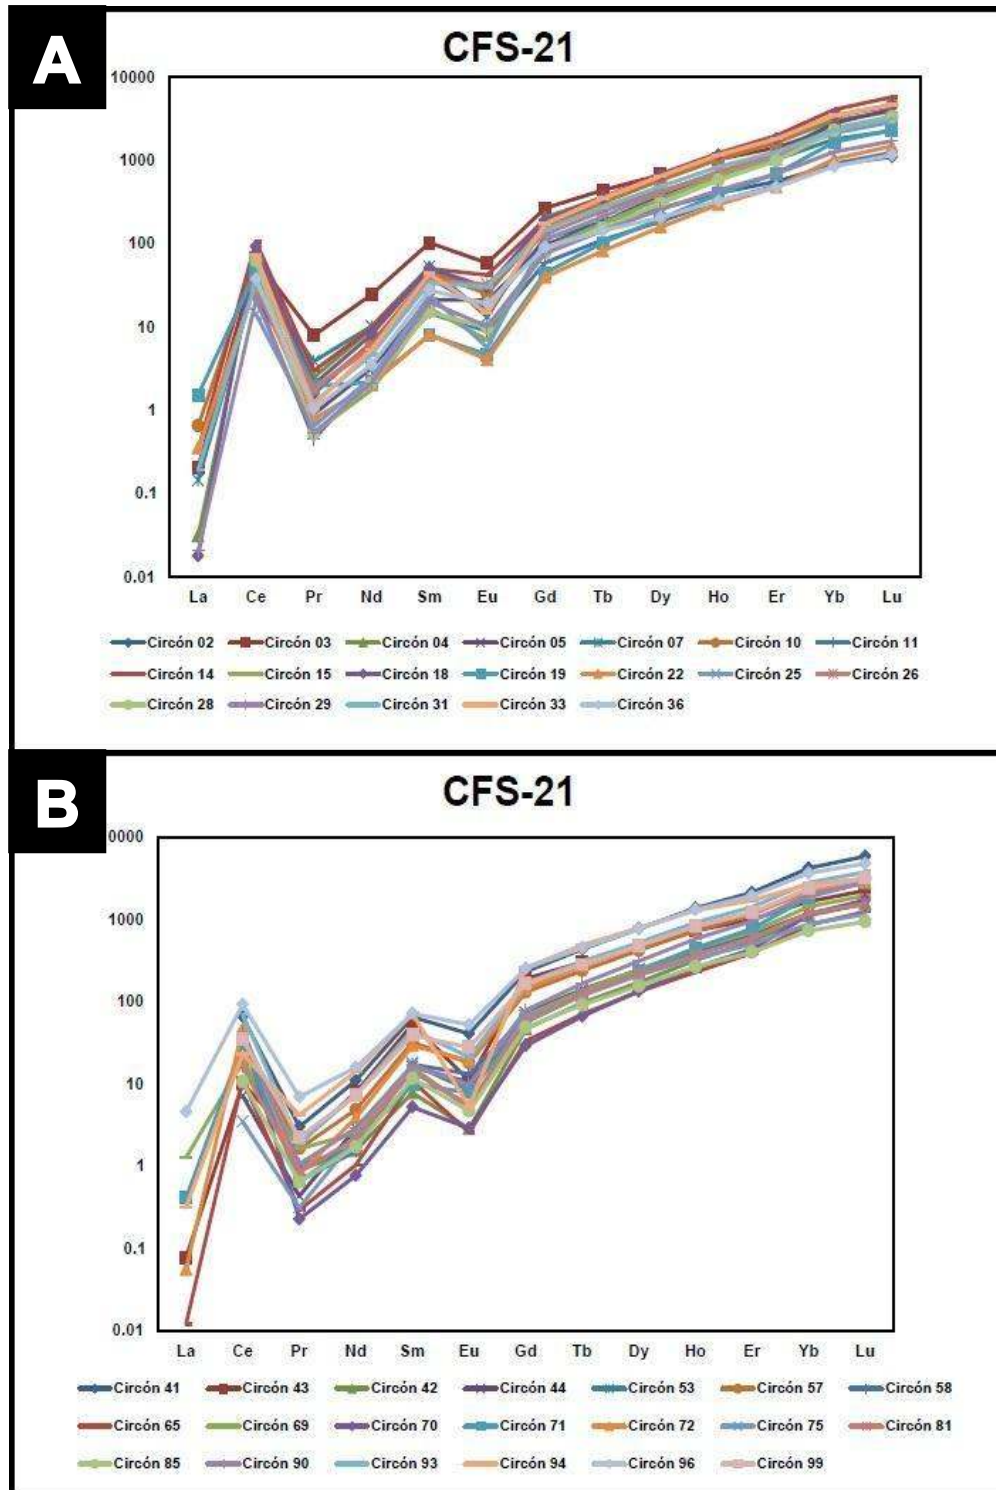 A
CFS-21
10000
1000
100
10
1
0.1
0.01
La Ce Pr Nd Sm Eu Gd Tb Dy Ho Er Yb Lu
Circón 02 Circón 03 Circón 04 Circón 05 Circón 07 Circón 10 Circón 11
Circón 14 Circón 15 Circón 18 Circón 19 Circón 22 Circón 25 Circón 26
Circón 28 Circón 29 Circón 31 Circón 33 Circón 36
B
CFS-21
0000
1000
100
10
1
0.1
0.01
La Ce Pr Nd Sm Eu Gd Tb Dy Ho Er Yb Lu
Circón 41 Circón 43 Circón 42 Circón 44 Circón 53 Circón 57 Circón 58
Circón 65 Circón 69 Circón 70 Circón 71 Circón 72 Circón 75 Circón 81
Circón 85 Circón 90 Circón 93 Circón 94 Circón 96 Circón 99